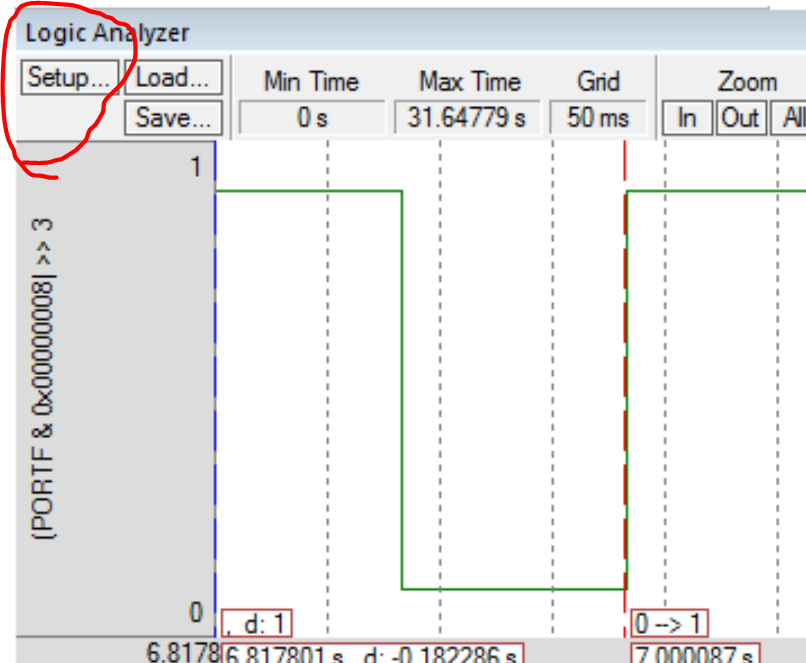 Logic Analyzer
Setup... Load... Min Time Max Time Grid Zoom
Save... 0 s 31.64779 s 50 ms In Out All
1
(PORTF & 0x00000008| >> 3
0
, d: 1 0 --> 1
6.8178 6.817801 s, d: -0.182286 s 7.000087 s